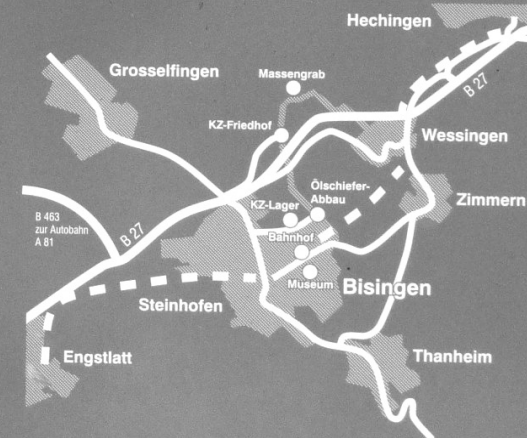 Hechingen
Grosselfingen
Massengrab
B 27
KZ-Friedhof
Wessingen
Ölschiefer-
Abbau
KZ-Lager
Zimmern
B 463
zur Autobahn
A 81
B 27
Bahnhof
Museum
Bisingen
Steinhofen
Engstlatt
Thanheim